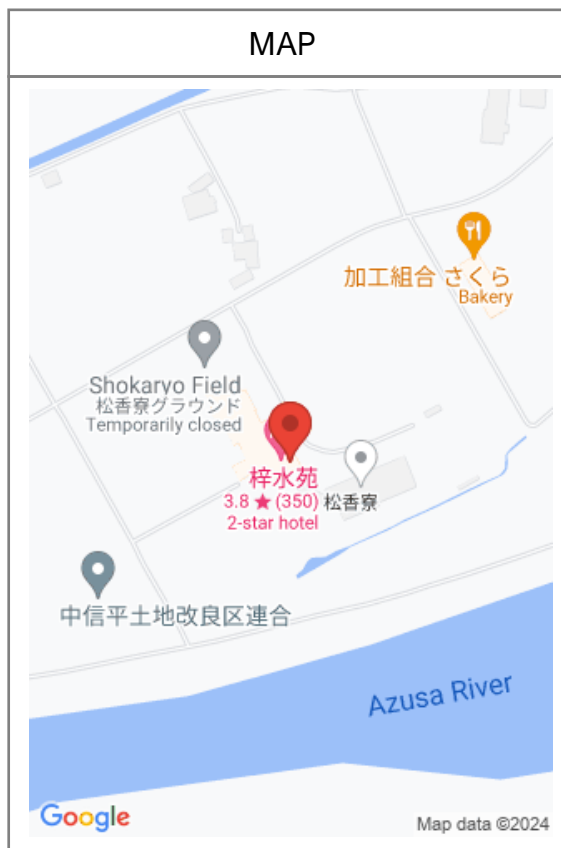 MAP
加工組合 さくら
Bakery
Shokaryo Field
松香寮グラウンド
Temporarily closed
梓水苑
3.8 ★ (350)
2-star hotel
松香寮
中信平土地改良区連合
Azusa River
Google
Map data ©2024